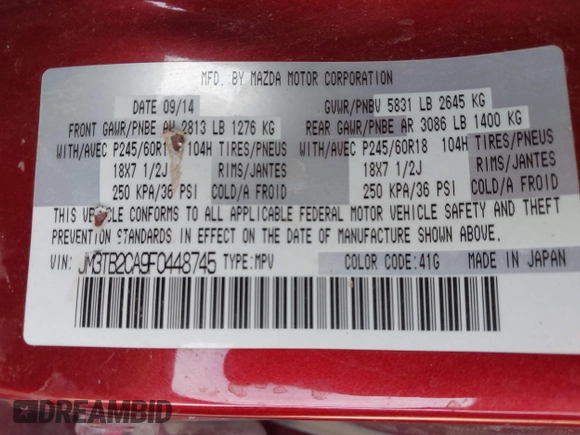 MFD. BY MAZDA MOTOR CORPORATION
DATE 09/14 GVWR/PNBV 5831 LB 2645 KG
FRONT GAWR/PNBE AV 2813 LB 1276 KG REAR GAWR/PNBE AR 3086 LB 1400 KG
WITH/AVEC P245/60R18 104H TIRES/PNEUS WITH/AVEC P245/60R18 104H TIRES/PNEUS
18X7 1/2J RIMS/JANTES 18X7 1/2J RIMS/JANTES
250 KPA/36 PSI COLD/A FROID 250 KPA/36 PSI COLD/A FROID
THIS VEHICLE CONFORMS TO ALL APPLICABLE FEDERAL MOTOR VEHICLE SAFETY AND THEFT
PREVENTION STANDARDS IN EFFECT ON THE DATE OF MANUFACTURE SHOWN ABOVE.
VIN: JM3TB2CA9F0448745 TYPE:MPV COLOR CODE:41G MADE IN JAPAN
DREAMBID